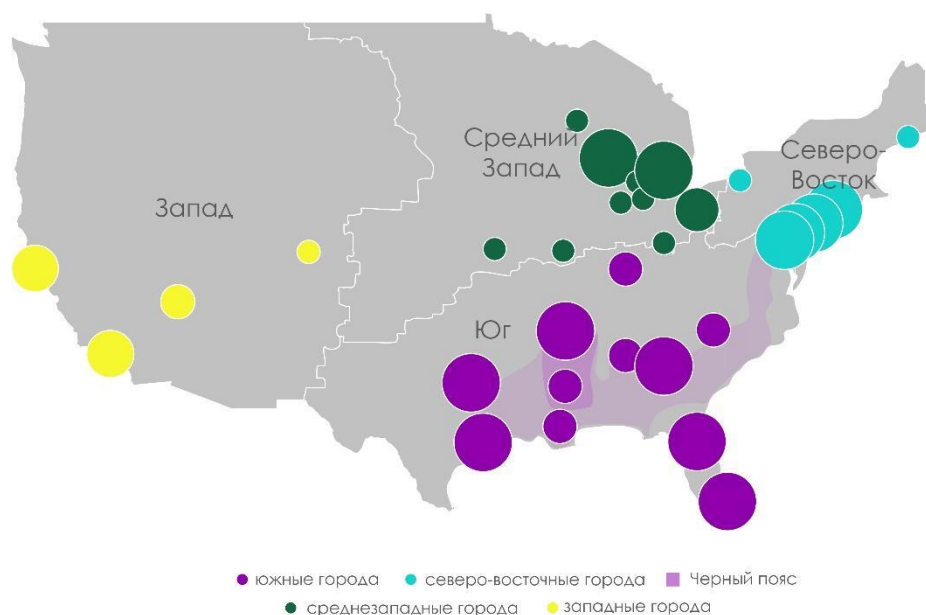 Средний
Запад
Северо-
Восток
Запад
Юг
южные города
северо-восточные города
Черный пояс
среднезападные города
западные города